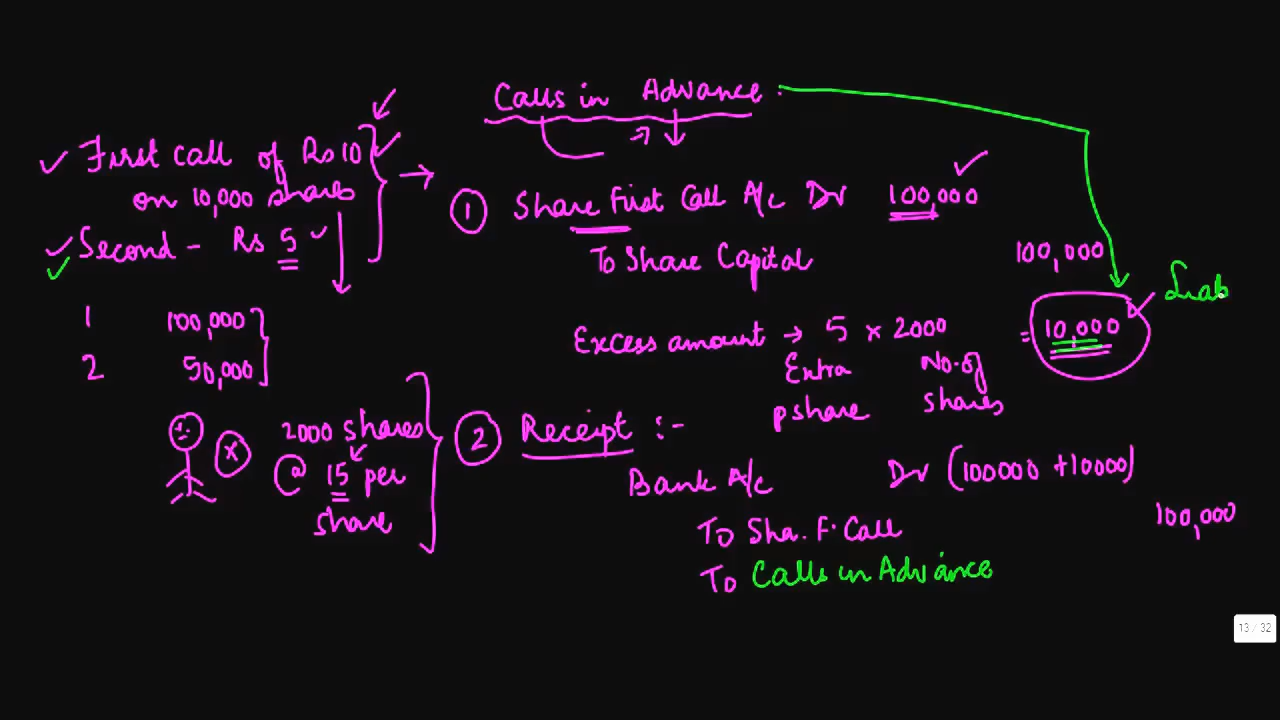 Calls in Advance :
First call of Rs 10
on 10,000 shares
Second - Rs 5
1 100,000
2 50,000
2000 shares
x @ 15 per
share
1 Share First Call A/c Dr 100,000
To Share Capital 100,000
Liab
Excess amount → 5 x 2000 = 10,000
Extra No. of
pshare shares
2 Receipt :-
Bank A/c Dr (100000 + 10000)
To Sha. F. Call 100,000
To Calls in Advance
13 / 32